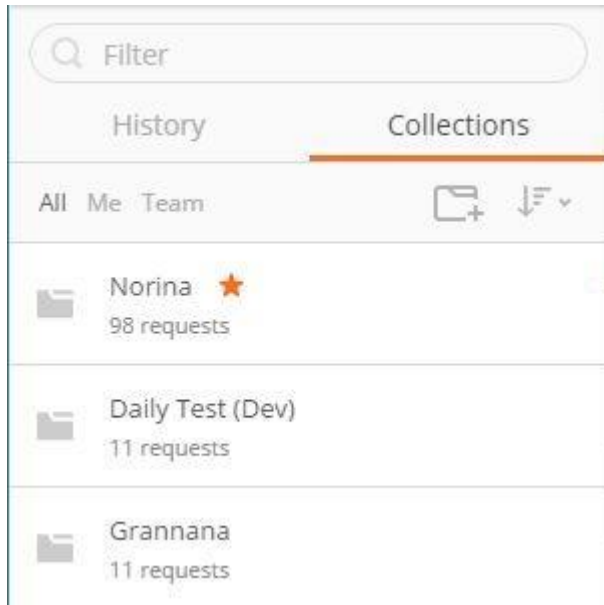 Filter
History Collections
All Me Team
Norina
98 requests
Daily Test (Dev)
11 requests
Grannana
11 requests